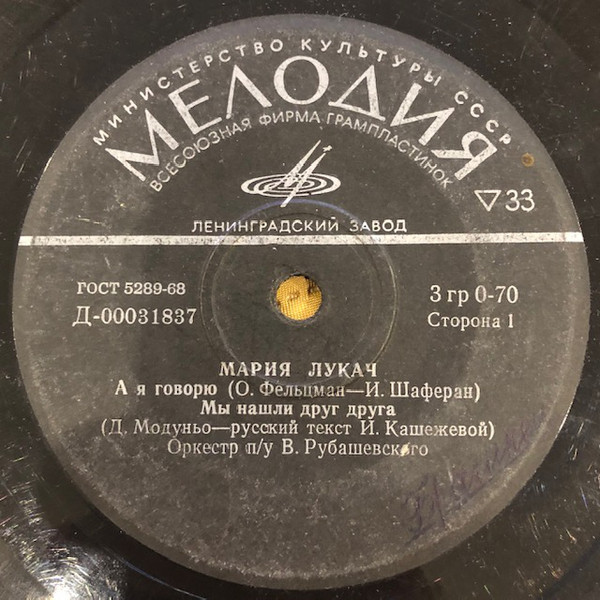 МИНИСТЕРСТВО КУЛЬТУРЫ СССР
МЕЛОДИЯ
ВСЕСОЮЗНАЯ ФИРМА ГРАМПЛАСТИНОК
▽33
ЛЕНИНГРАДСКИЙ ЗАВОД
ГОСТ 5289-68
Д-00031837
3 гр 0-70
Сторона 1
МАРИЯ ЛУКАЧ
А я говорю (О. Фельцман—И. Шаферан)
Мы нашли друг друга
(Д. Модуньо—русский текст И. Кашежевой)
Оркестр п/у В. Рубашевского